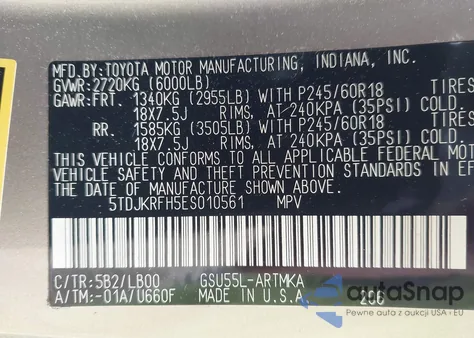 MFD.BY:TOYOTA MOTOR MANUFACTURING, INDIANA, INC.
GVWR:2720KG (6000LB)
GAWR:FRT. 1340KG (2955LB) WITH P245/60R18 TIRES
18X7.5J RIMS, AT 240KPA (35PSI) COLD.
RR. 1585KG (3505LB) WITH P245/60R18 TIRES
18X7.5J RIMS, AT 240KPA (35PSI) COLD.
THIS VEHICLE CONFORMS TO ALL APPLICABLE FEDERAL MOT
VEHICLE SAFETY AND THEFT PREVENTION STANDARDS IN EF
THE DATE OF MANUFACTURE SHOWN ABOVE.
5TDJKRFH5ES010561 MPV
C/TR:5B2/LB00 GSU55L-ARTMKA
A/TM:-01A/U660F MADE IN U.S.A. 206
autoSnap
Pewne auta z aukcji USA i EUROPY